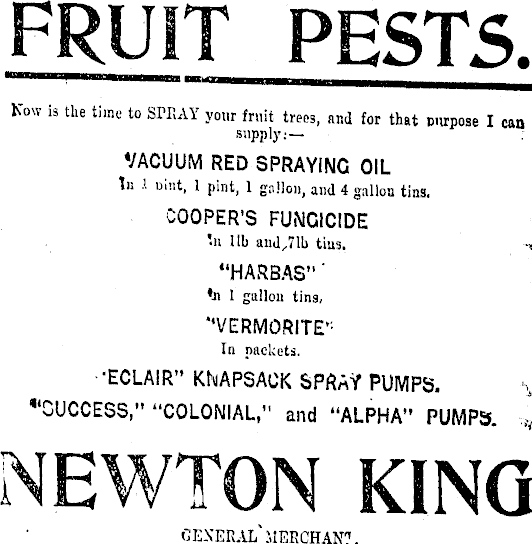 FRUIT PESTS.
Now is the time to SPRAY your fruit trees, and for that purpose I can
supply:—
VACUUM RED SPRAYING OIL
In pint, 1 pint, 1 gallon, and 4 gallon tins.
COOPER'S FUNGICIDE
In 1lb and 7lb tins.
"HARBAS"
In 1 gallon tins,
"VERMORITE"
In packets.
"ECLAIR" KNAPSACK SPRAY PUMPS.
"SUCCESS," "COLONIAL," and "ALPHA" PUMPS.
NEWTON KING
GENERAL MERCHANT.